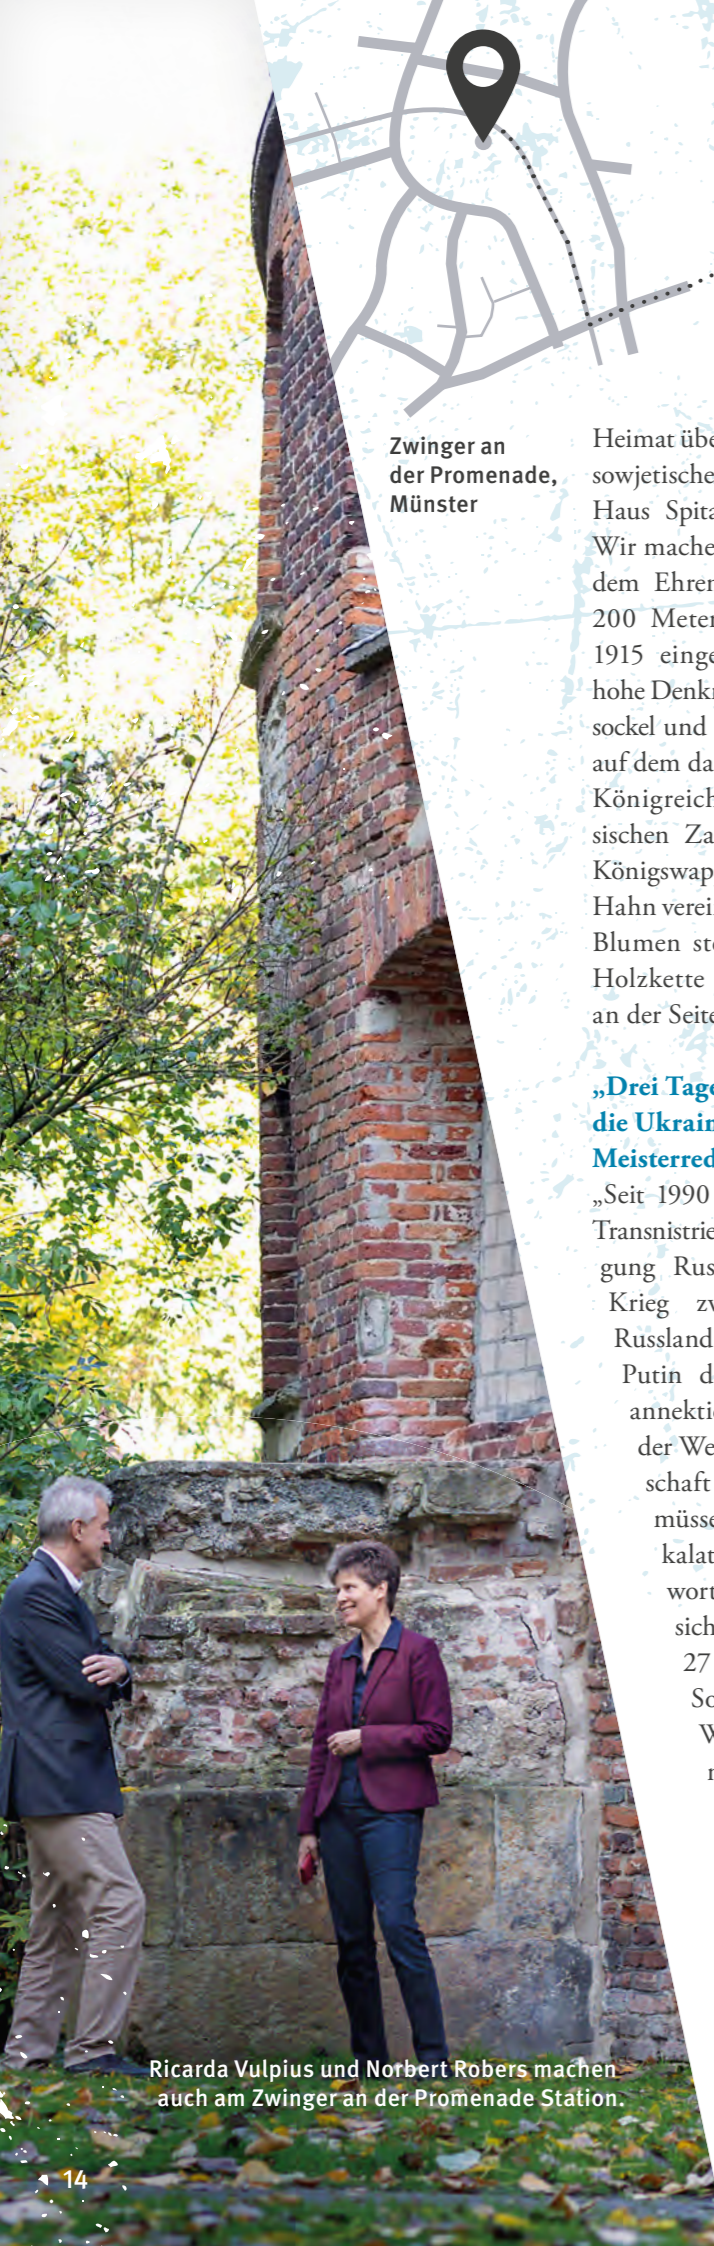 Zwinger an
der Promenade,
Münster
Heimat übe
sowjetische
Haus Spita
Wir mache
dem Ehren
200 Meter
1915 einge
hohe Denkm
sockel und
auf dem da
Königreich
sischen Za
Königswap
Hahn verei
Blumen ste
Holzkette
an der Seite
„Drei Tage
die Ukrain
Meisterred
„Seit 1990
Transnistrie
gung Russ
Krieg zw
Russland
Putin d
annektie
der We
schaft
müsse
kalat
wort
sich
27
So
W
Ricarda Vulpius und Norbert Robers machen
auch am Zwinger an der Promenade Station.
14